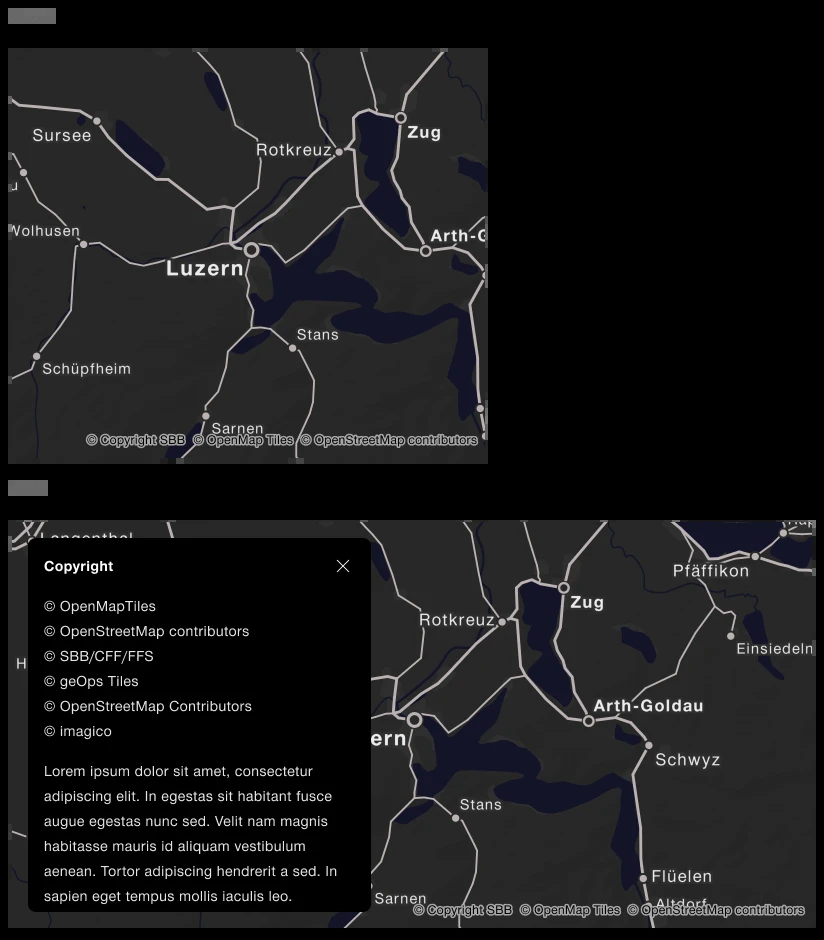 Sursee
Rotkreuz
Zug
Wolhusen
Arth-G
Luzern
Stans
Schüpfheim
Sarnen
© Copyright SBB © OpenMap Tiles © OpenStreetMap contributors
Langenthal
Copyright
© OpenMapTiles
© OpenStreetMap contributors
© SBB/CFF/FFS
© geOps Tiles
© OpenStreetMap Contributors
© imagico
Lorem ipsum dolor sit amet, consectetur
adipiscing elit. In egestas sit habitant fusce
augue egestas nunc sed. Velit nam magnis
habitasse mauris id aliquam vestibulum
aenean. Tortor adipiscing hendrerit a sed. In
sapien eget tempus mollis iaculis leo.
H
Pfäffikon
Zug
Rotkreuz
Einsiedeln
Arth-Goldau
ern
Schwyz
Stans
Flüelen
Sarnen
Altdorf
© Copyright SBB © OpenMap Tiles © OpenStreetMap contributors